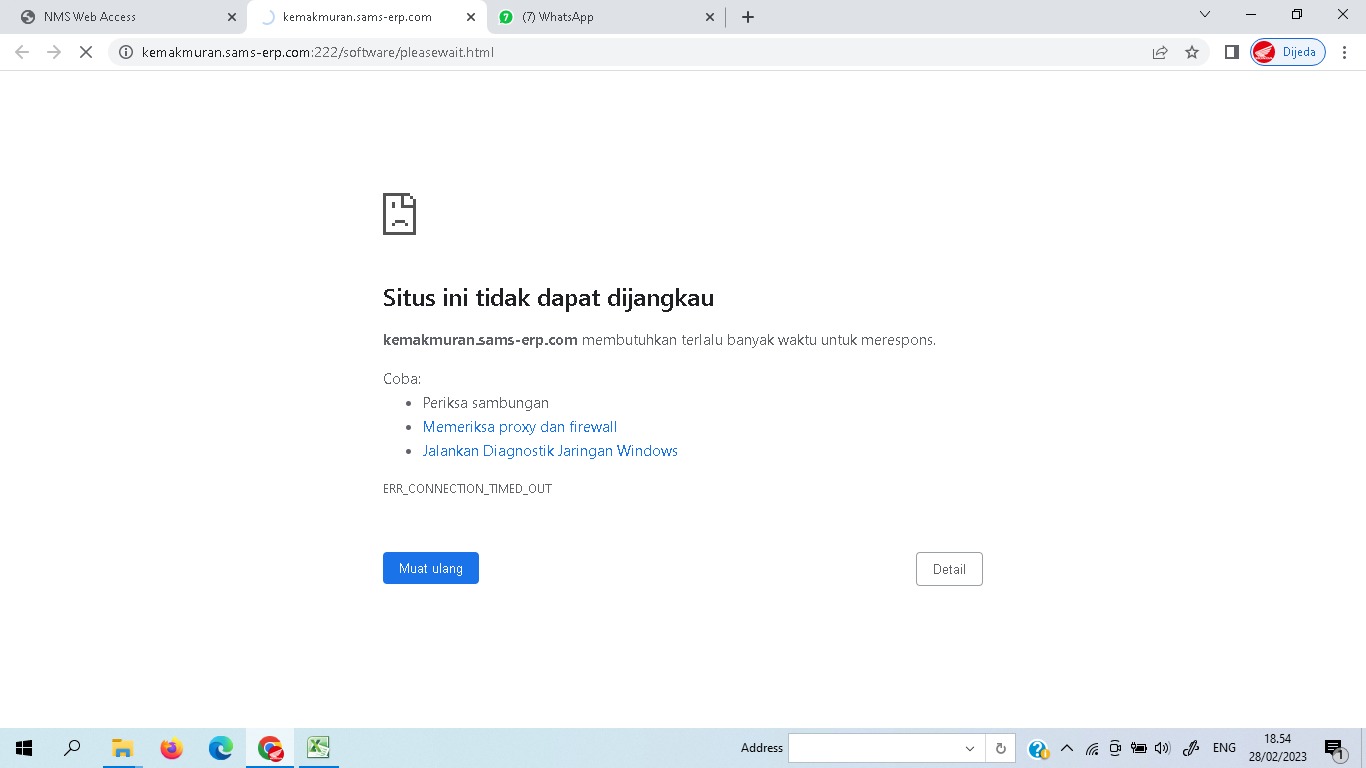 NMS Web Access
kemakmuran.sams-erp.com
(7) WhatsApp
kemakmuran.sams-erp.com:222/software/pleasewait.html
Dijeda
Situs ini tidak dapat dijangkau
kemakmuran.sams-erp.com membutuhkan terlalu banyak waktu untuk merespons.
Coba:
Periksa sambungan
Memeriksa proxy dan firewall
Jalankan Diagnostik Jaringan Windows
ERR_CONNECTION_TIMED_OUT
Muat ulang
Detail
Address
ENG
18.54
28/02/2023
1